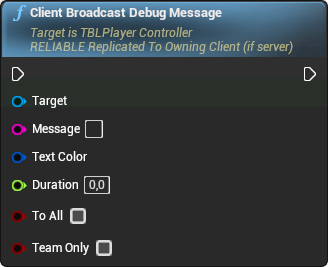 Client Broadcast Debug Message
Target is TBLPlayer Controller
RELIABLE Replicated To Owning Client (if server)
Target
Message
Text Color
Duration 0,0
To All
Team Only